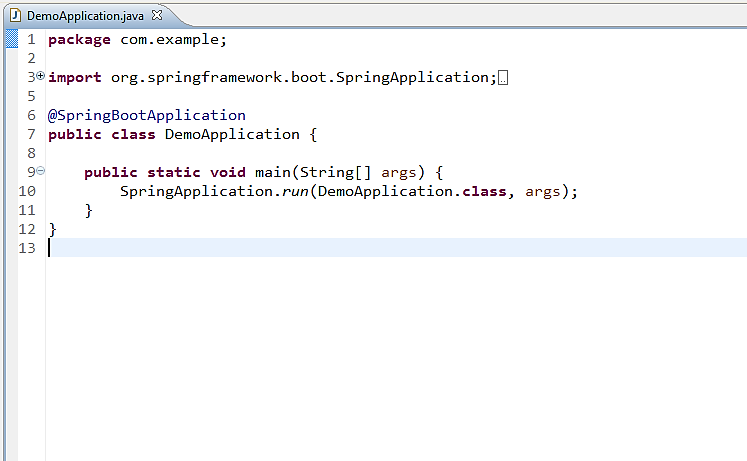 DemoApplication.java
1 package com.example;
2
3 import org.springframework.boot.SpringApplication;
5
6 @SpringBootApplication
7 public class DemoApplication {
8
9     public static void main(String[] args) {
10         SpringApplication.run(DemoApplication.class, args);
11     }
12 }
13